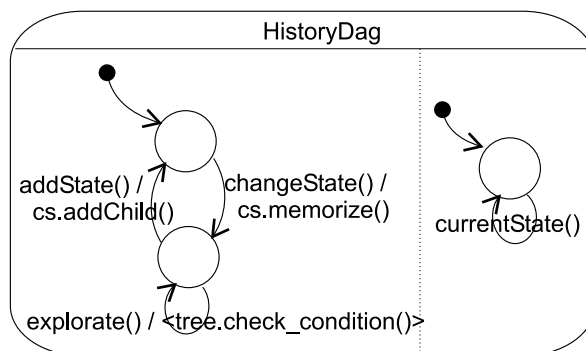 HistoryDag
addState() /
cs.addChild()
changeState() /
cs.memorize()
currentState()
explorate() / <tree.check_condition()>